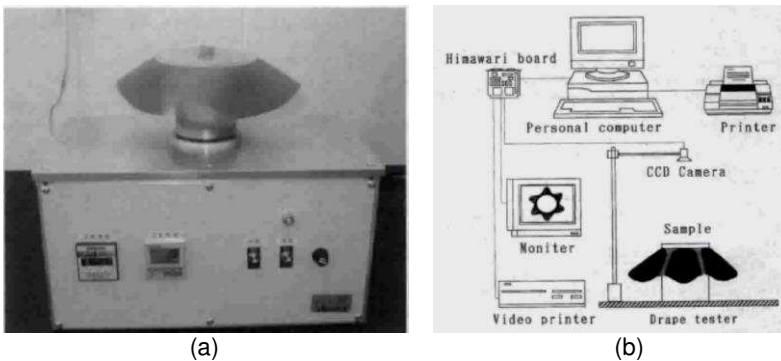 Himawari board
Personal computer
Printer
CCD Camera
Moniter
Sample
Video printer
Drape tester
(a)
(b)